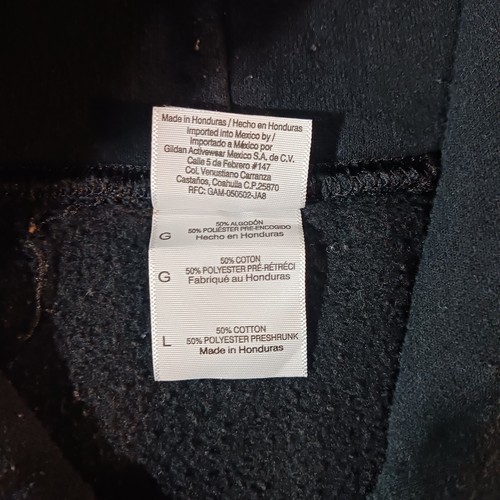 Made in Honduras / Hecho en Honduras
Imported into Mexico by /
Importado a México por
Gildan Activewear Mexico S.A. de C.V.
Calle 5 de Febrero #147
Col. Venustiano Carranza
Castaños, Coahuila C.P. 25870
RFC: GAM-050502-JA8
50% ALGODÓN
50% POLIÉSTER PRE-ENCOGIDO
G Hecho en Honduras
50% COTON
G 50% POLYESTER PRÉ-RÉTRÉCI
Fabriqué au Honduras
50% COTTON
L 50% POLYESTER PRESHRUNK
Made in Honduras